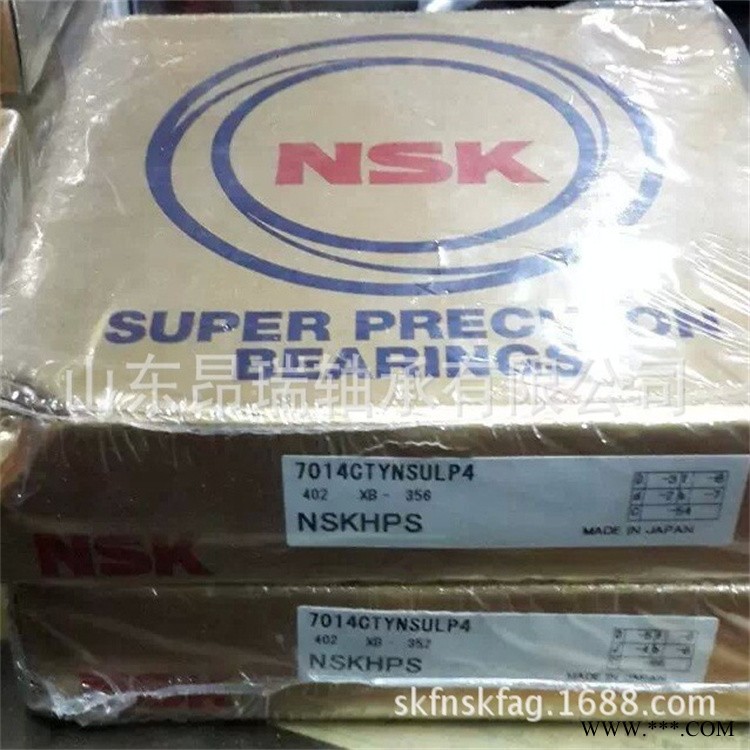 NSK
SUPER PRECISION
BEARINGS
山东昂瑞轴承有限公司
7014CTYNSULP4
402 XB- 356
NSKHPS
MADE IN JAPAN
NSK
7014CTYNSULP4
402 XB- 357
NSKHPS
NSK
skfnskfag.1688.com
www.***.com